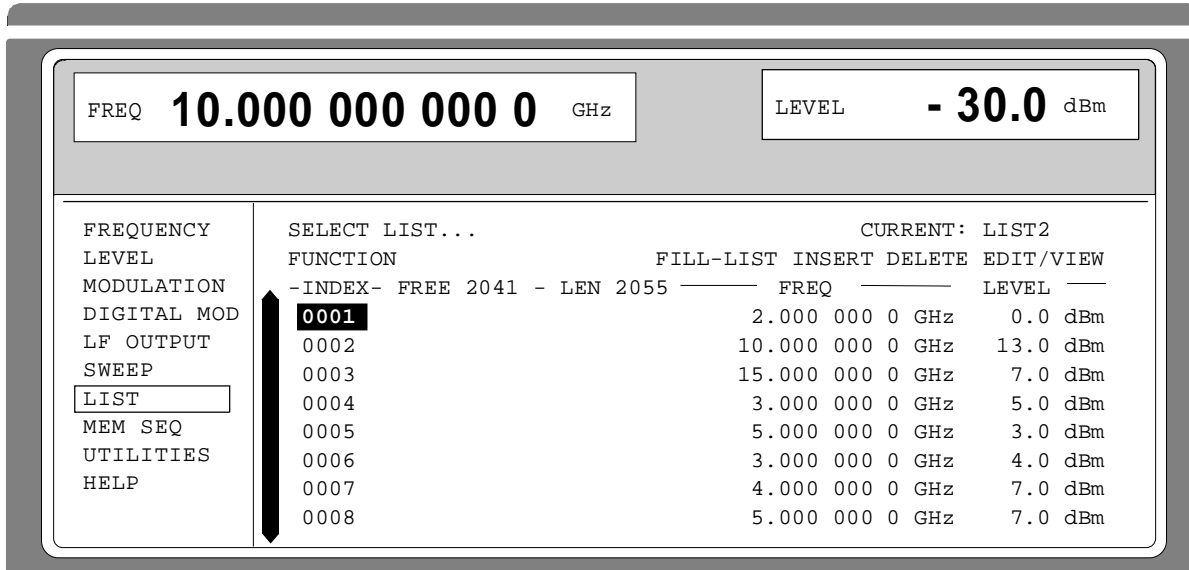 FREQ 10.000 000 000 0 GHz LEVEL - 30.0 dBm
FREQUENCY
LEVEL
MODULATION
DIGITAL MOD
LF OUTPUT
SWEEP
LIST
MEM SEQ
UTILITIES
HELP
SELECT LIST... CURRENT: LIST2
FUNCTION FILL-LIST INSERT DELETE EDIT/VIEW
-INDEX- FREE 2041 - LEN 2055 FREQ LEVEL
0001 2.000 000 0 GHz 0.0 dBm
0002 10.000 000 0 GHz 13.0 dBm
0003 15.000 000 0 GHz 7.0 dBm
0004 3.000 000 0 GHz 5.0 dBm
0005 5.000 000 0 GHz 3.0 dBm
0006 3.000 000 0 GHz 4.0 dBm
0007 4.000 000 0 GHz 7.0 dBm
0008 5.000 000 0 GHz 7.0 dBm